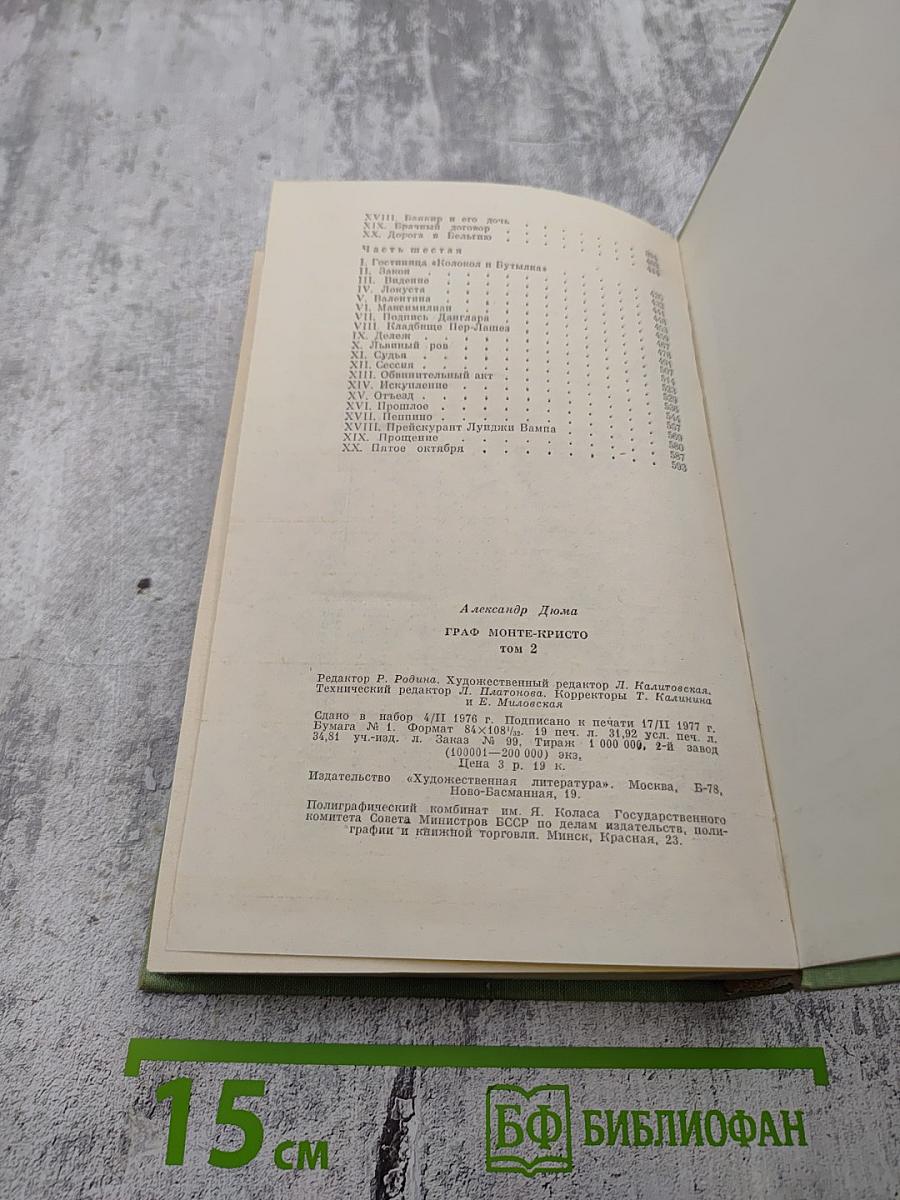 XVIII. Банкир и его дочь
XIX. Брачный договор
XX. Дорога в Бельгию
Часть шестая
I. Гостиница «Колокол и Бутылка»
II. Закон
III. Видение
IV. Локуста
V. Валентина
VI. Максимилиан
VII. Подпись Данглара
VIII. Кладбище Пер-Лашез
IX. Дележ
X. Львиный ров
XI. Судья
XII. Сессия
XIII. Обвинительный акт
XIV. Искупление
XV. Отъезд
XVI. Прошлое 544
XVII. Пеппино 557
XVIII. Прейскурант Луиджи Вампа 580
XIX. Прощение 587
XX. Пятое октября 593
Александр Дюма
ГРАФ МОНТЕ-КРИСТО
том 2
Редактор Р. Родина. Художественный редактор Л. Калитовская.
Технический редактор Л. Платонова. Корректоры Т. Калинина
и Е. Миловская
Сдано в набор 4/II 1976 г. Подписано к печати 17/II 1977 г.
Бумага № 1. Формат 84×108¹/₃₂. 19 печ. л. 31,92 усл. печ. л.
34,81 уч.-изд. л. Заказ № 99, Тираж 1 000 000, 2-й завод
(100001—200 000) экз.
Цена 3 р. 19 к.
Издательство «Художественная литература». Москва, Б-78,
Ново-Басманная, 19.
Полиграфический комбинат им. Я. Коласа Государственного
комитета Совета Министров БССР по делам издательств, поли-
графии и книжной торговли. Минск, Красная, 23.
15 см
БФ БИБЛИОФАН